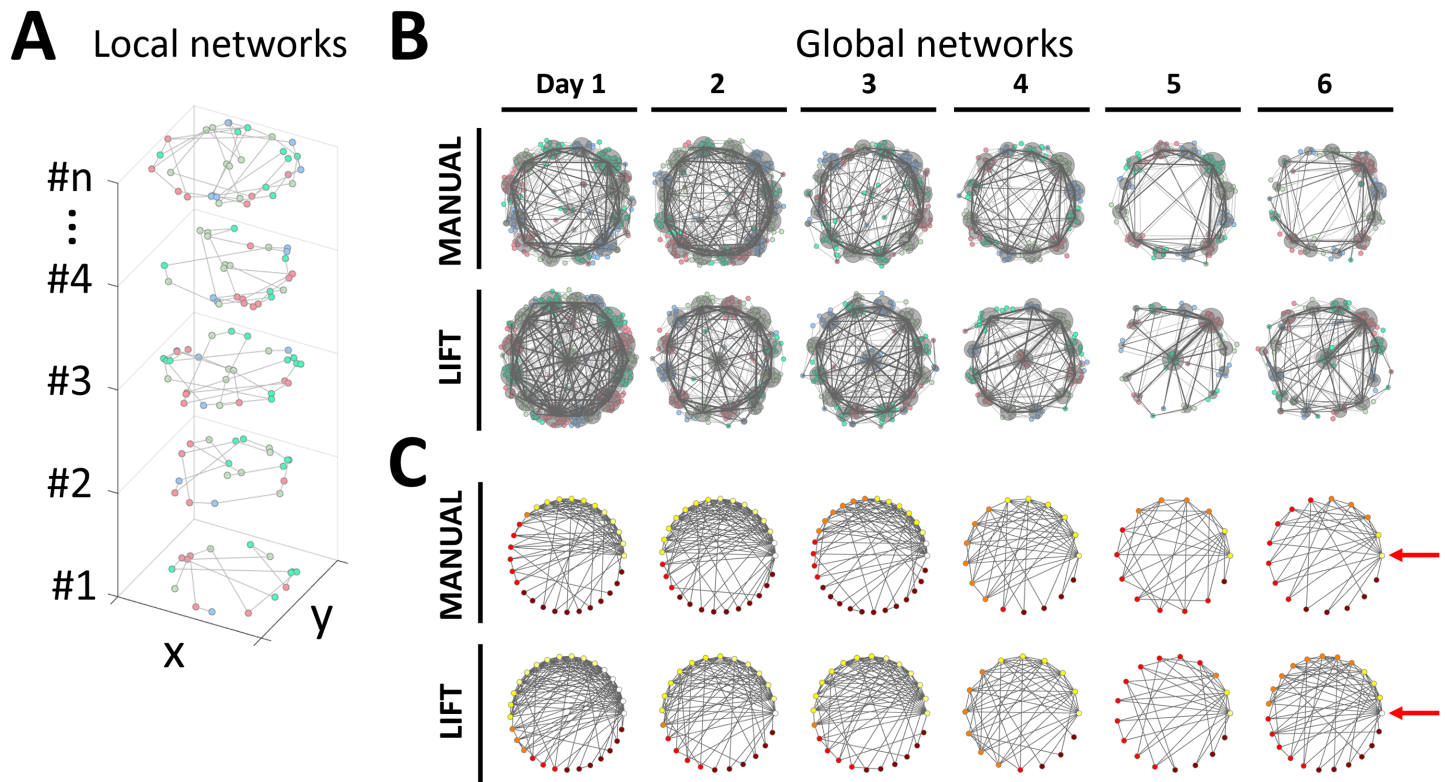 A Local networks
#n
⋮
#4
#3
#2
#1
x
y
B Global networks
Day 1 2 3 4 5 6
MANUAL
LIFT
C
MANUAL
LIFT